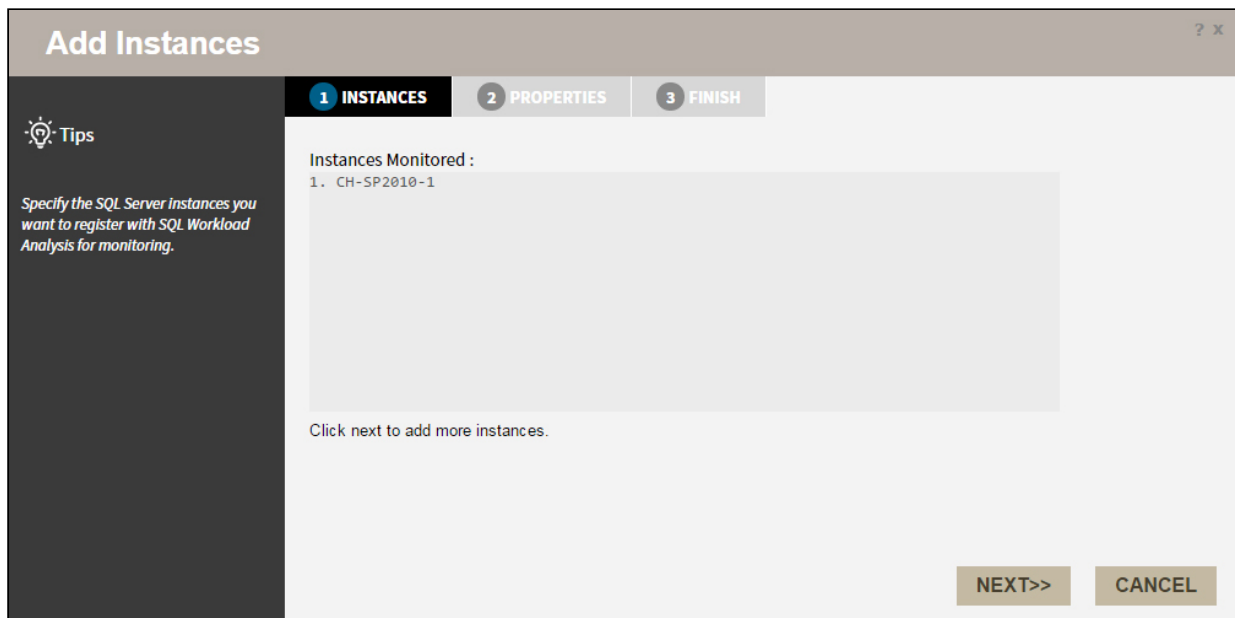 Add Instances
? x
1 INSTANCES
2 PROPERTIES
3 FINISH
Tips
Specify the SQL Server instances you
want to register with SQL Workload
Analysis for monitoring.
Instances Monitored :
1. CH-SP2010-1
Click next to add more instances.
NEXT>>
CANCEL